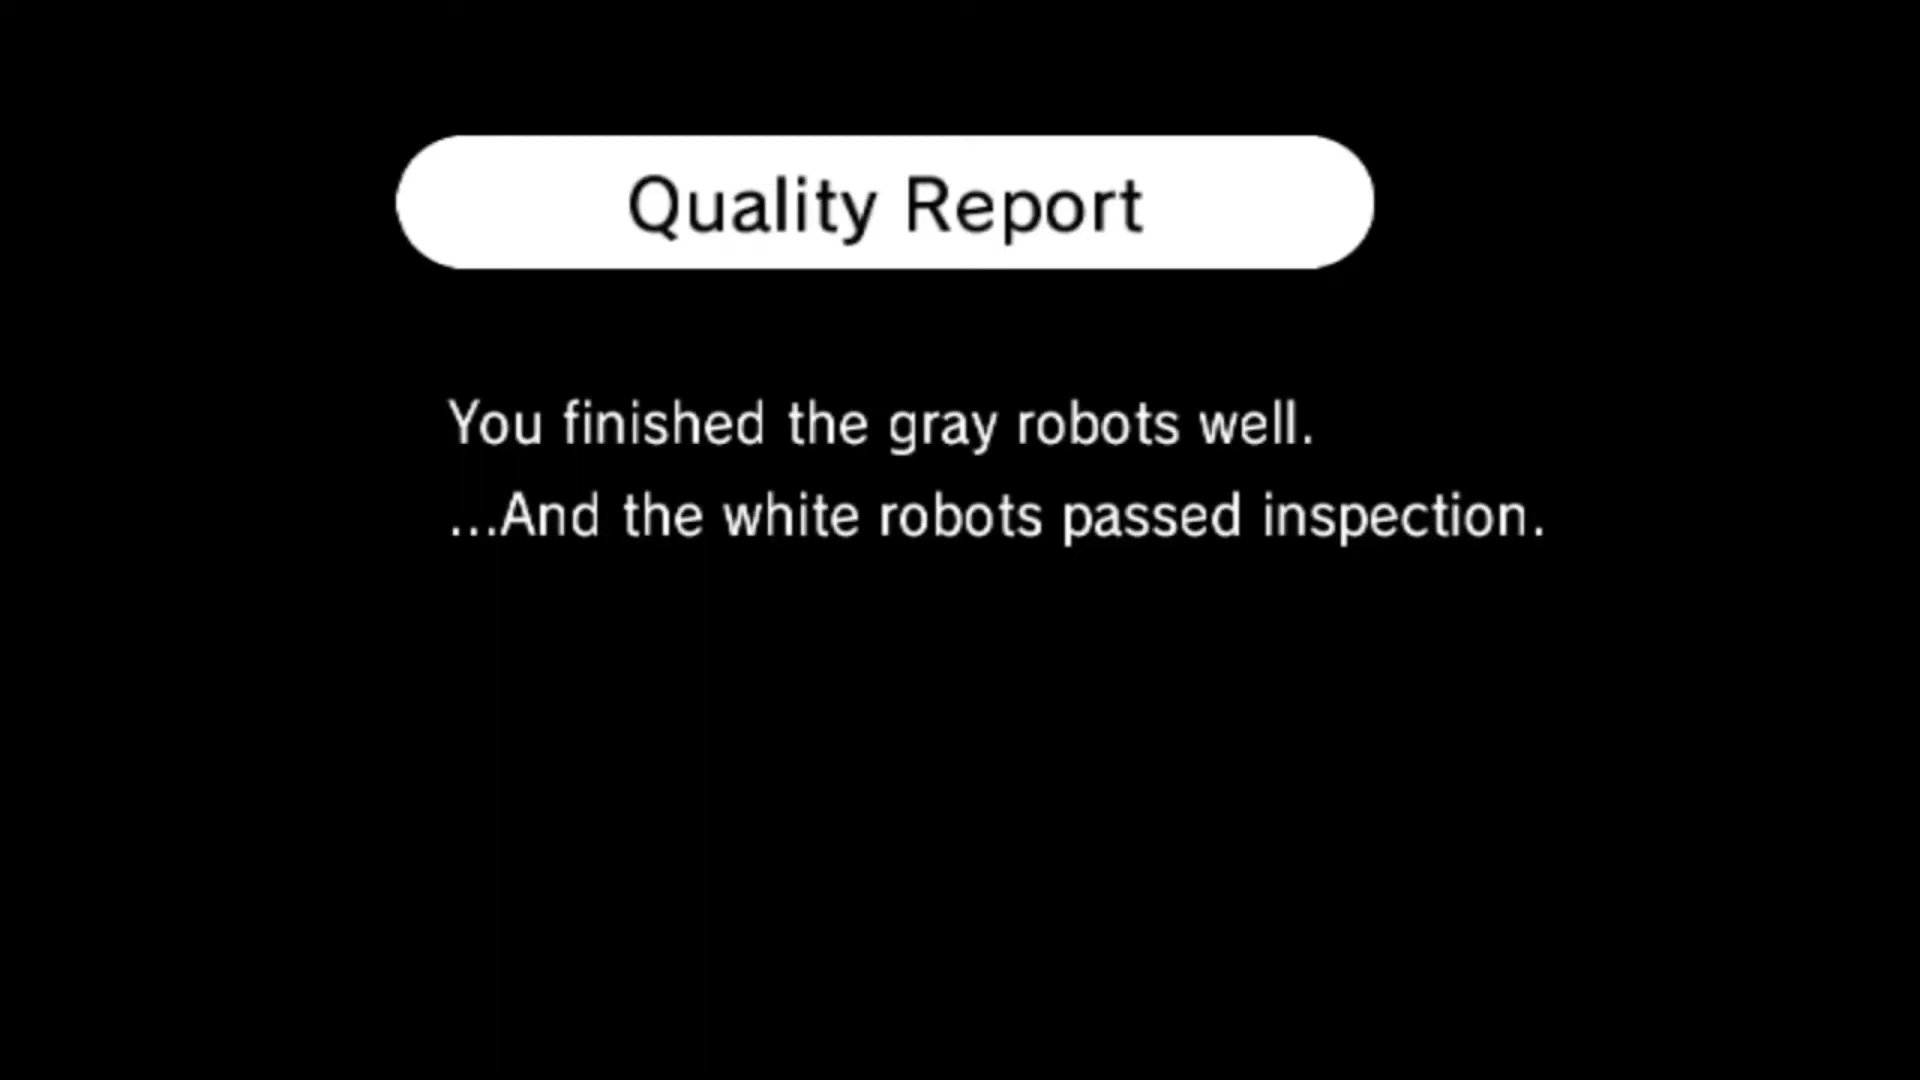 Quality Report
You finished the gray robots well.
...And the white robots passed inspection.